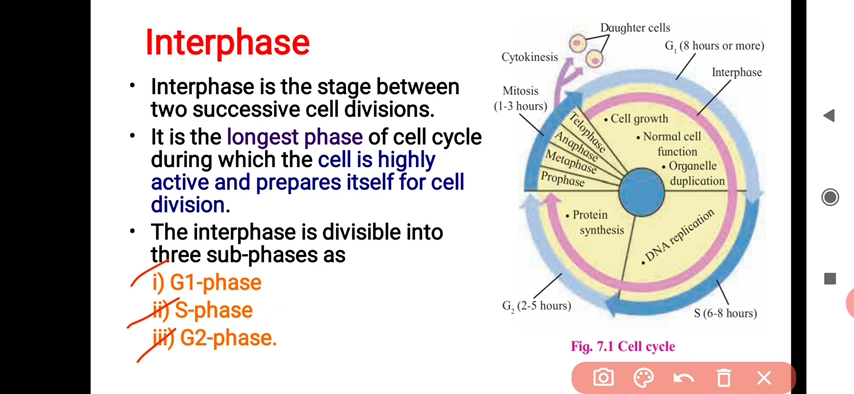 Interphase
• Interphase is the stage between
two successive cell divisions.
• It is the longest phase of cell cycle
during which the cell is highly
active and prepares itself for cell
division.
• The interphase is divisible into
three sub-phases as
i) G1-phase
ii) S-phase
iii) G2-phase.
Daughter cells
Cytokinesis
G₁ (8 hours or more)
Interphase
Mitosis
(1-3 hours)
Telophase
Anaphase
Metaphase
Prophase
• Cell growth
• Normal cell
function
• Organelle
duplication
• Protein
synthesis
• DNA replication
G₂ (2-5 hours)
S (6-8 hours)
Fig. 7.1 Cell cycle